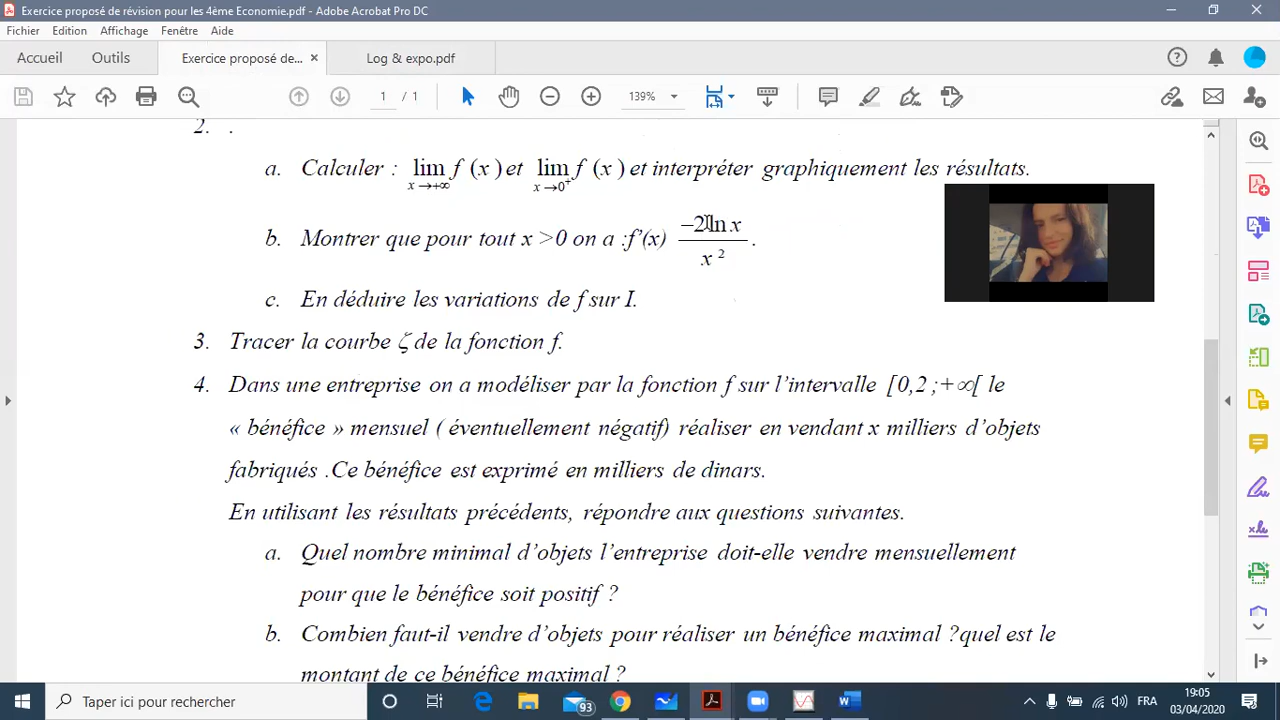 Exercice proposé de révision pour les 4ème Economie.pdf - Adobe Acrobat Pro DC
Fichier Edition Affichage Fenêtre Aide
Accueil Outils Exercice proposé de... × Log & expo.pdf
1 / 1 139%
2. .
a. Calculer : lim f (x) et lim f (x) et interpréter graphiquement les résultats.
x→+∞ x→0⁺
b. Montrer que pour tout x >0 on a :f'(x) −2ln x / x² .
c. En déduire les variations de f sur I.
3. Tracer la courbe ζ de la fonction f.
4. Dans une entreprise on a modéliser par la fonction f sur l'intervalle [0,2 ;+∞[ le
« bénéfice » mensuel ( éventuellement négatif) réaliser en vendant x milliers d'objets
fabriqués .Ce bénéfice est exprimé en milliers de dinars.
En utilisant les résultats précédents, répondre aux questions suivantes.
a. Quel nombre minimal d'objets l'entreprise doit-elle vendre mensuellement
pour que le bénéfice soit positif ?
b. Combien faut-il vendre d'objets pour réaliser un bénéfice maximal ?quel est le
montant de ce bénéfice maximal ?
Taper ici pour rechercher 93 FRA 19:05
03/04/2020